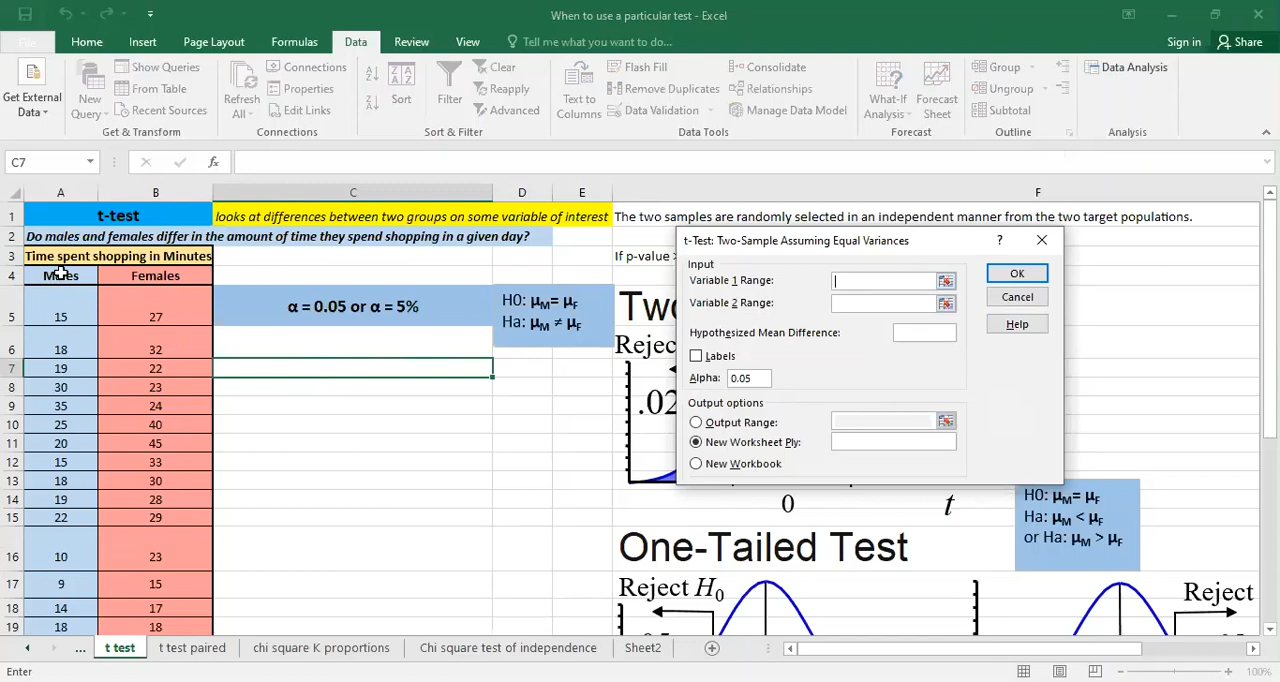 When to use a particular test - Excel
File Home Insert Page Layout Formulas Data Review View Tell me what you want to do... Sign in Share
Get External Data
New Query
Show Queries
From Table
Recent Sources
Get & Transform
Refresh All
Connections
Properties
Edit Links
Connections
Sort
Filter
Clear
Reapply
Advanced
Sort & Filter
Text to Columns
Flash Fill
Remove Duplicates
Data Validation
Consolidate
Relationships
Manage Data Model
Data Tools
What-If Analysis
Forecast Sheet
Forecast
Group
Ungroup
Subtotal
Outline
Data Analysis
Analysis
C7 fx
A B C D E F
1 t-test looks at differences between two groups on some variable of interest The two samples are randomly selected in an independent manner from the two target populations.
2 Do males and females differ in the amount of time they spend shopping in a given day?
3 Time spent shopping in Minutes If p-value >
4 Males Females
5 15 27 α = 0.05 or α = 5%
H0: μM= μF
Ha: μM ≠ μF
Two
Reject
.02
0 t
6 18 32
7 19 22
8 30 23
9 35 24
10 25 40
11 20 45
12 15 33
13 18 30
14 19 28
15 22 29
16 10 23
17 9 15
18 14 17
19 18 18
t-Test: Two-Sample Assuming Equal Variances ?
Input
Variable 1 Range:
Variable 2 Range:
Hypothesized Mean Difference:
Labels
Alpha: 0.05
Output options
Output Range:
New Worksheet Ply:
New Workbook
OK
Cancel
Help
H0: μM= μF
Ha: μM < μF
or Ha: μM > μF
One-Tailed Test
Reject H0
Reject
... t test t test paired chi square K proportions Chi square test of independence Sheet2
Enter 100%